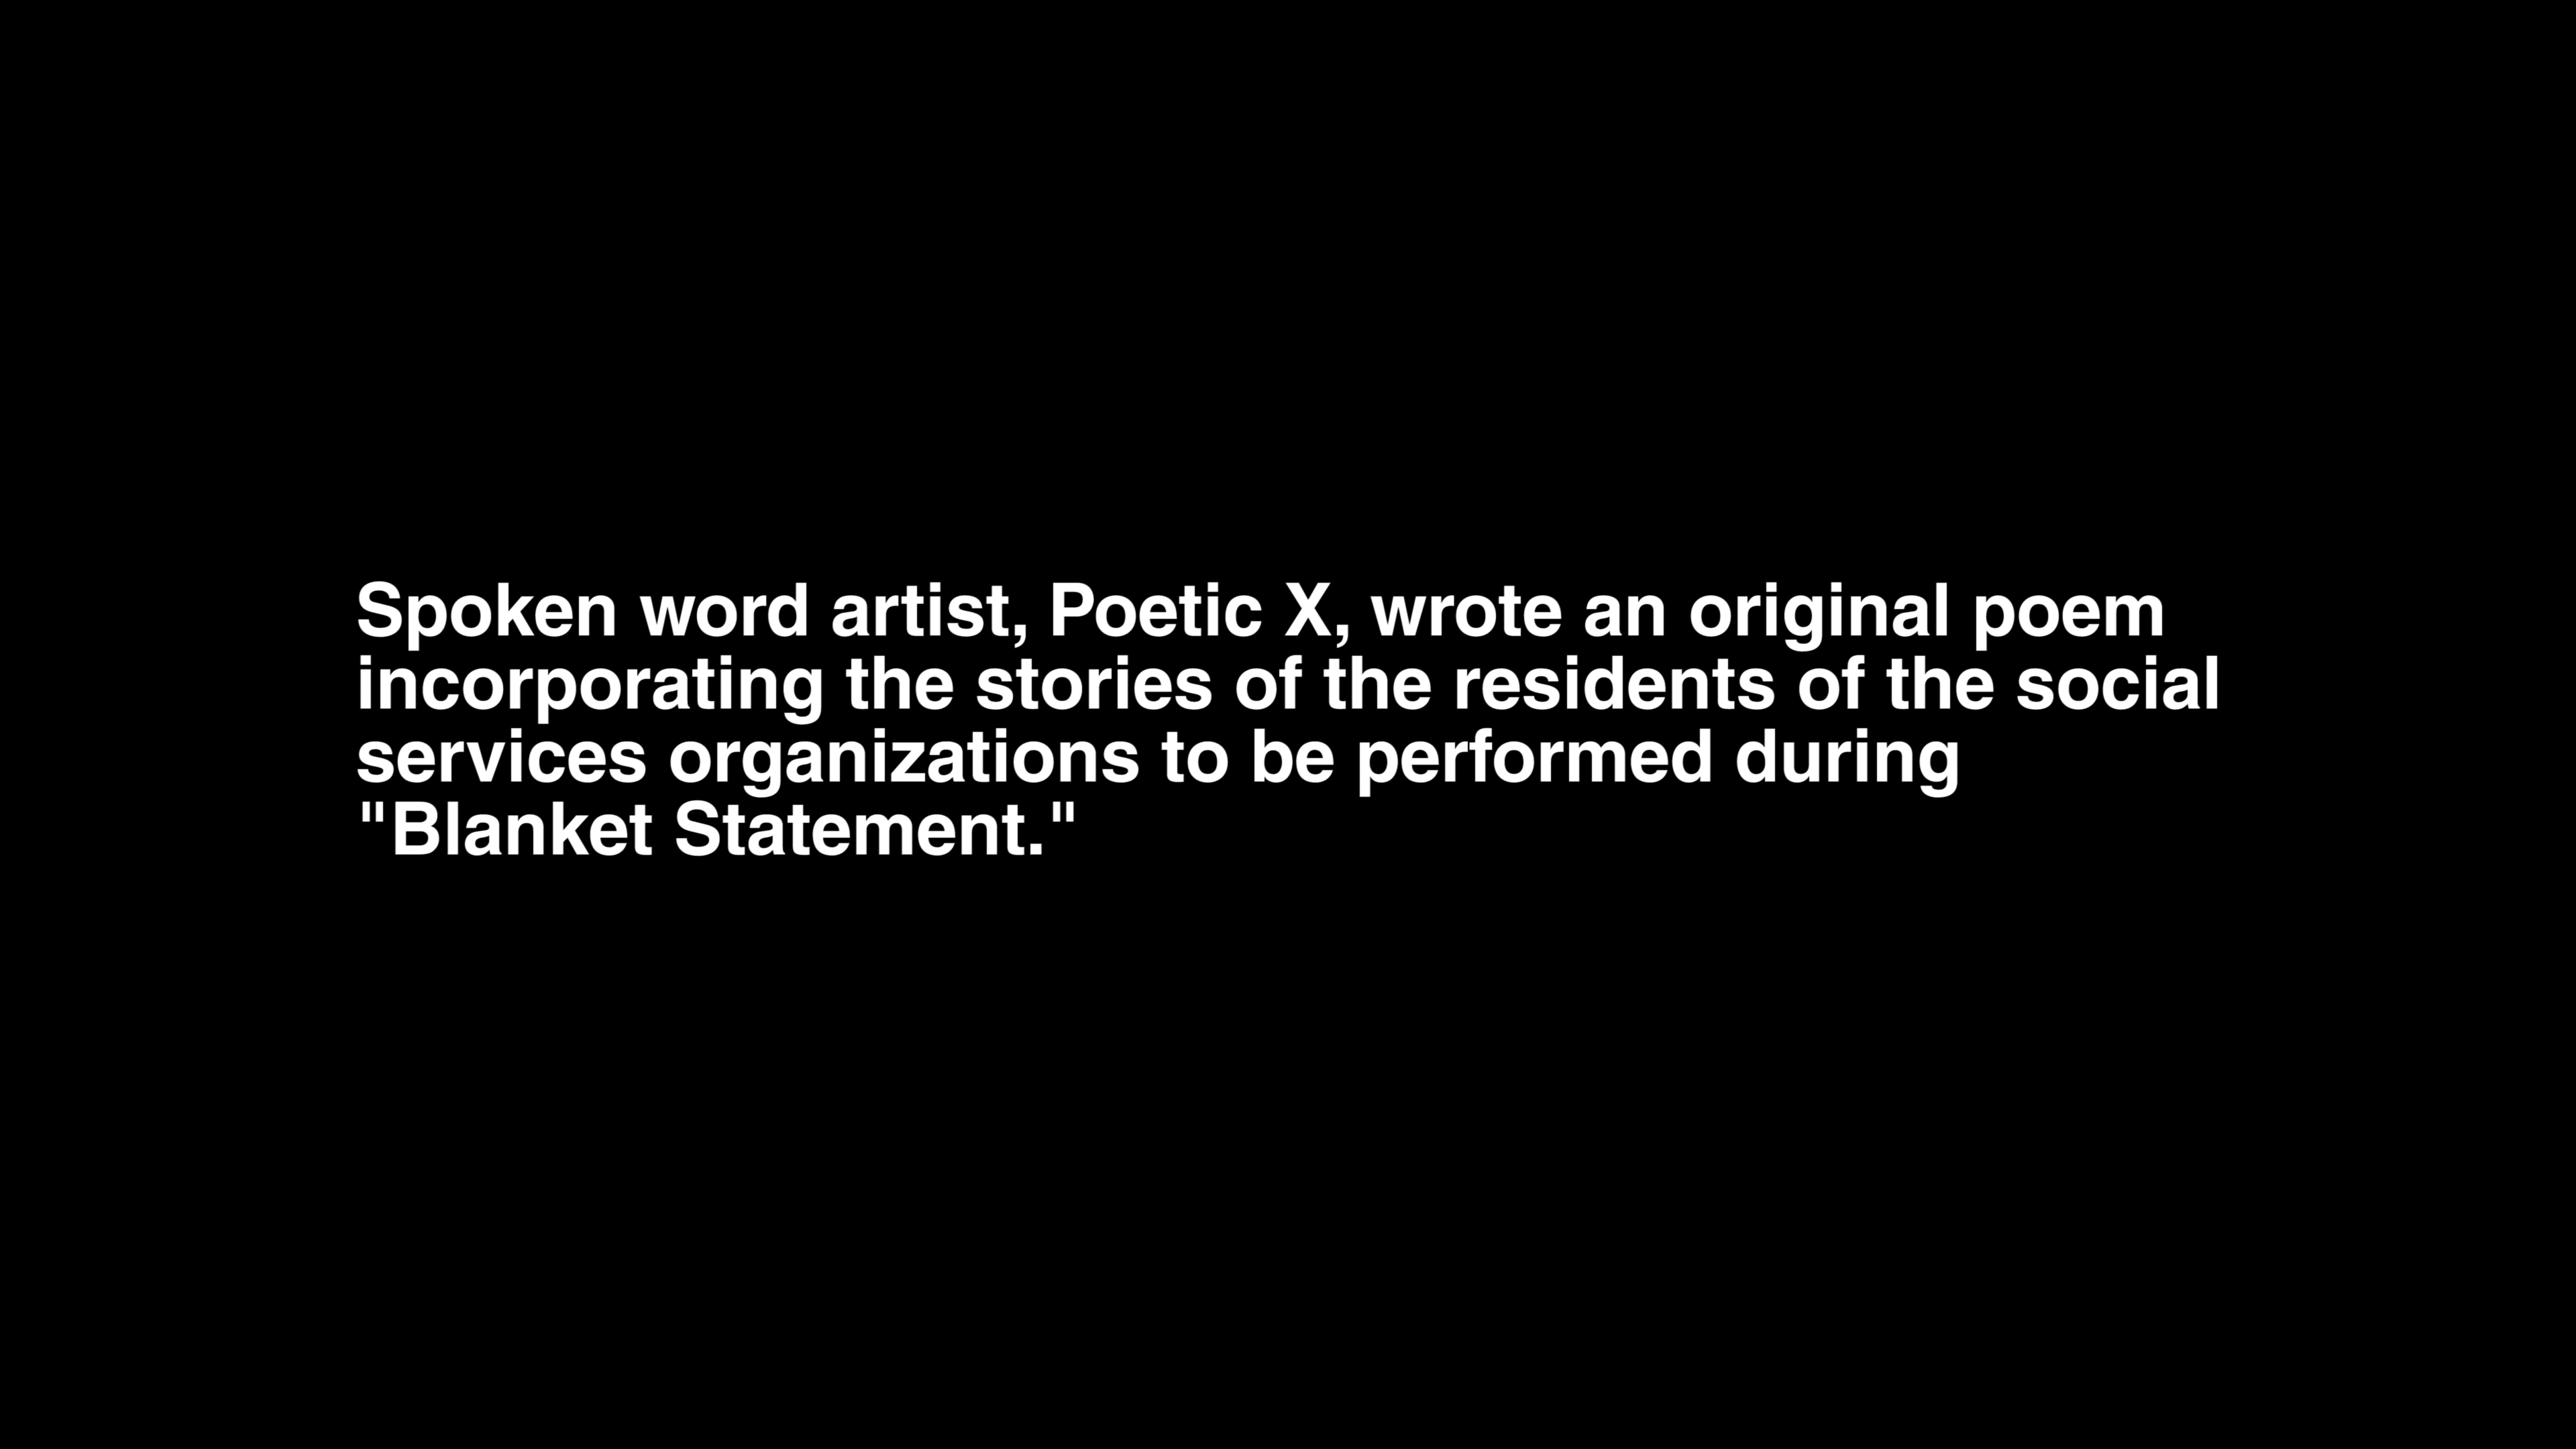 Spoken word artist, Poetic X, wrote an original poem
incorporating the stories of the residents of the social
services organizations to be performed during
"Blanket Statement."